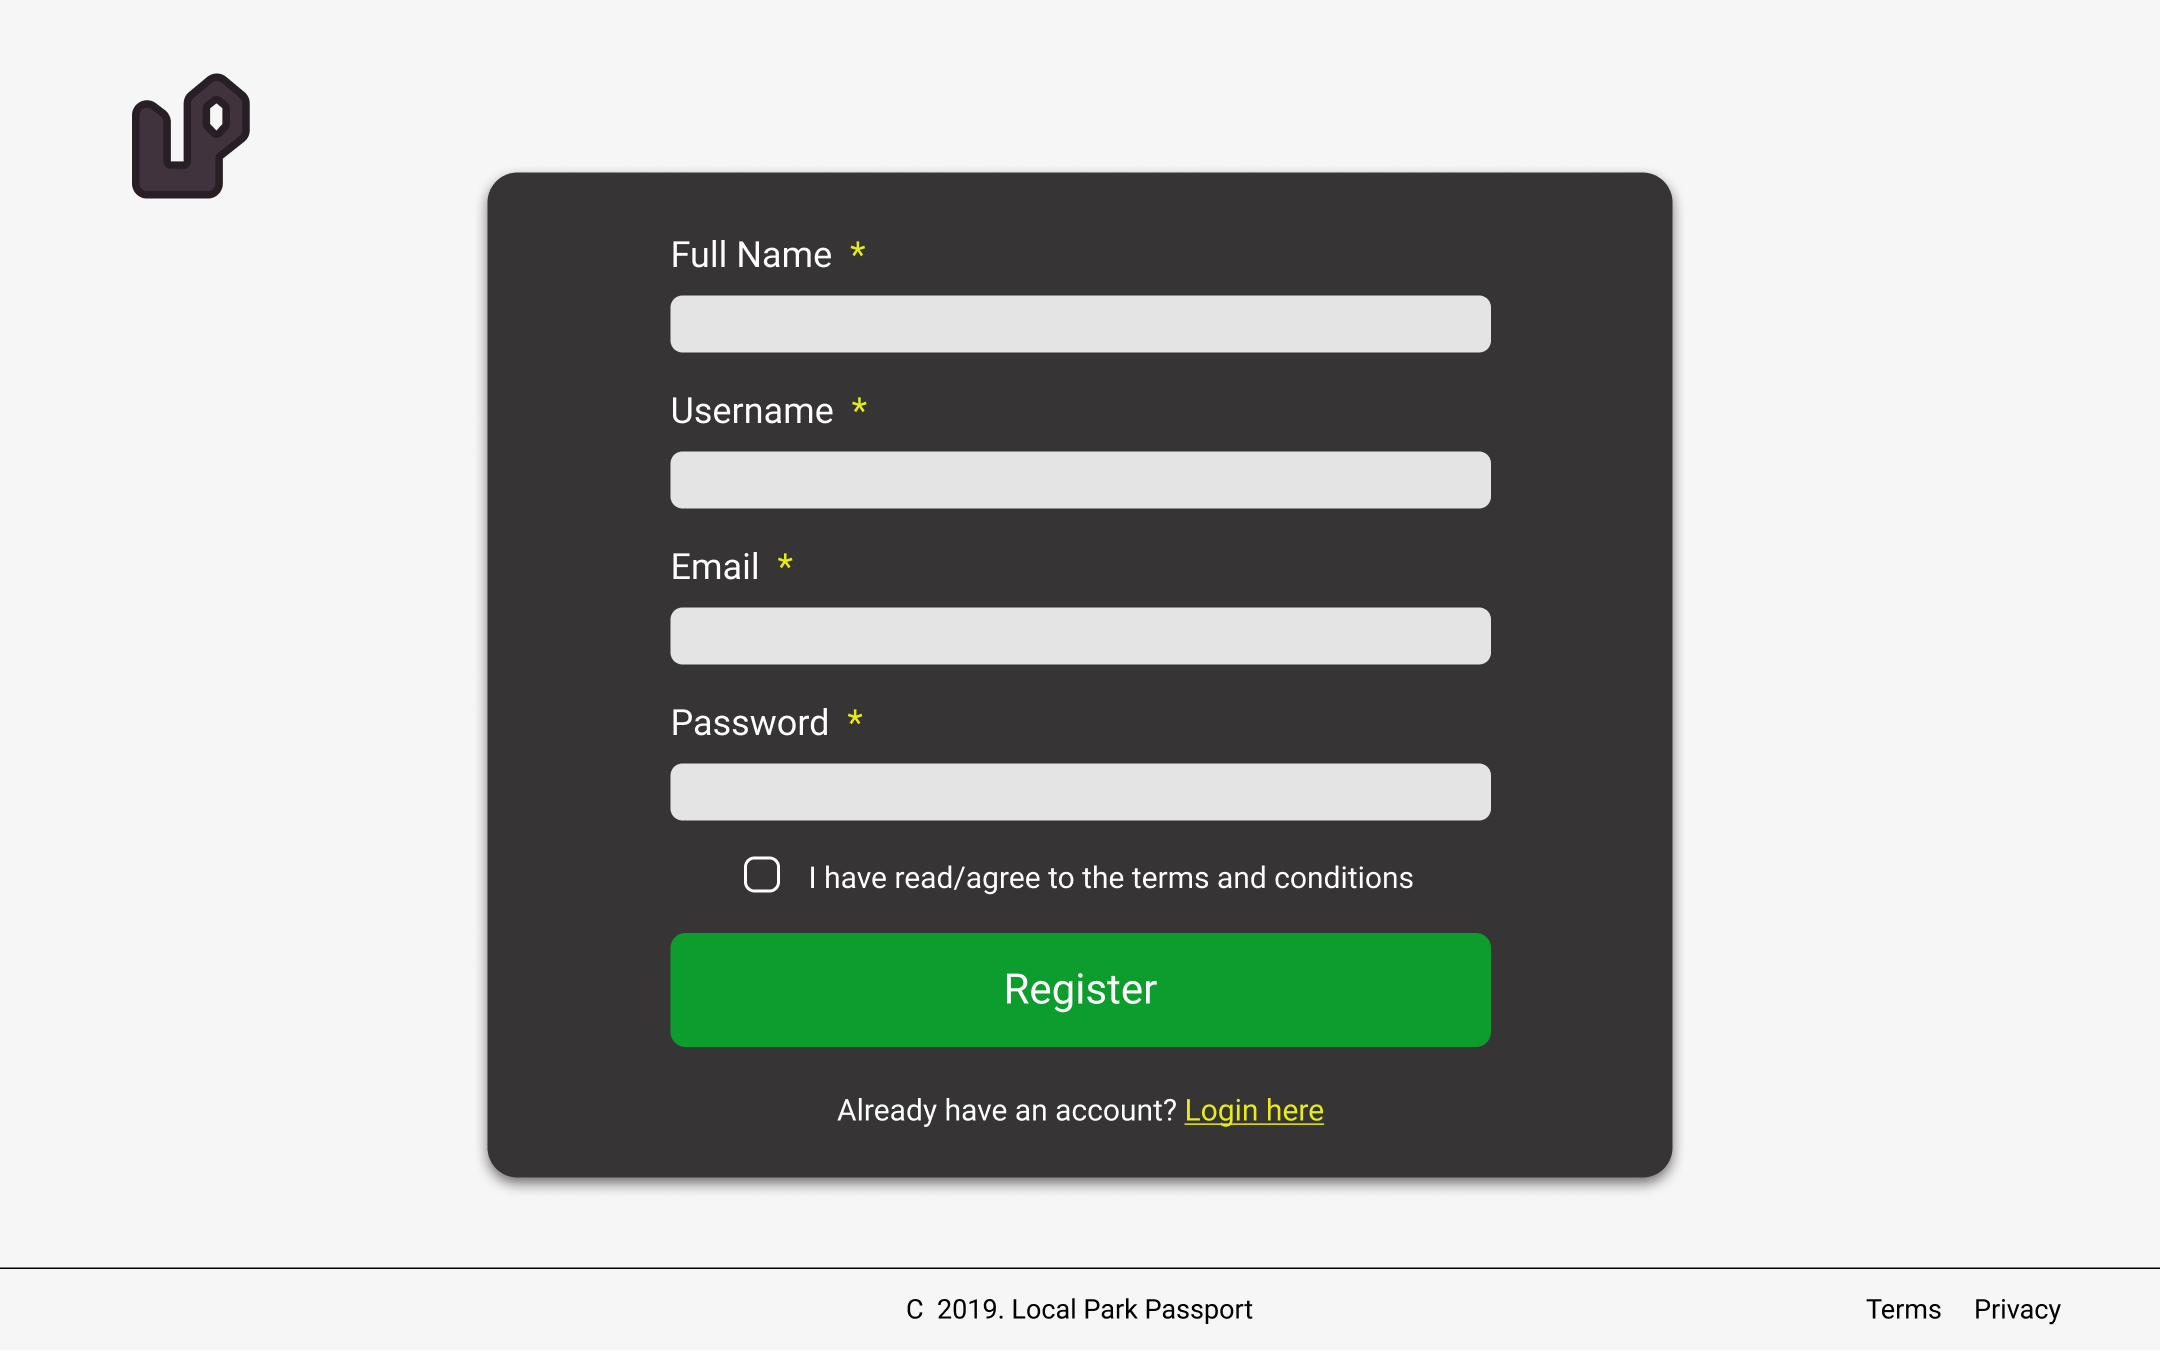 Full Name *
Username *
Email *
Password *
I have read/agree to the terms and conditions
Register
Already have an account? Login here
C 2019. Local Park Passport
Terms Privacy